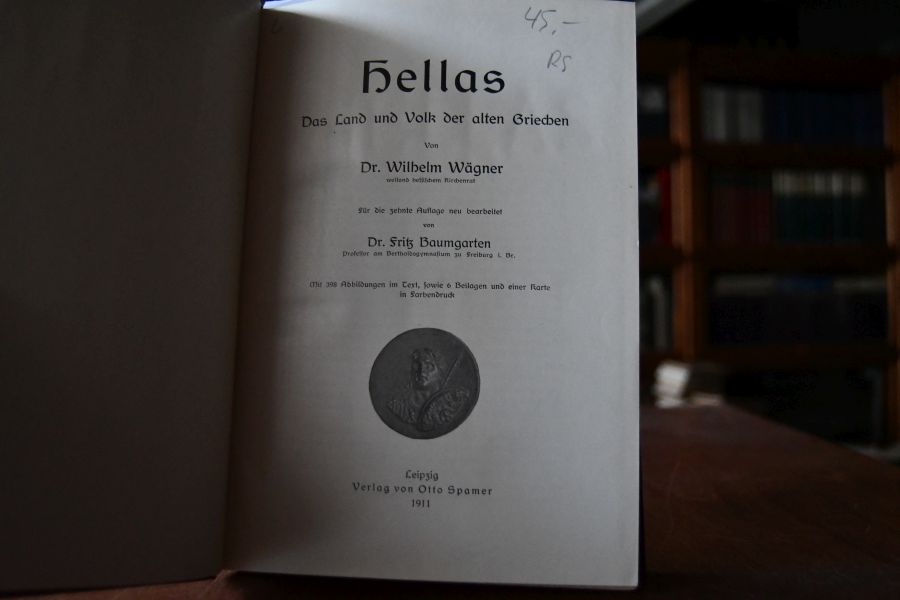 45,-
RS
Hellas
Das Land und Volk der alten Griechen
Von
Dr. Wilhelm Wägner
weiland hessischem Kirchenrat
Für die zehnte Auflage neu bearbeitet
von
Dr. Fritz Baumgarten
Professor am Bertholdsgymnasium zu Freiburg i. Br.
Mit 398 Abbildungen im Text, sowie 6 Beilagen und einer Karte
in Farbendruck
Leipzig
Verlag von Otto Spamer
1911